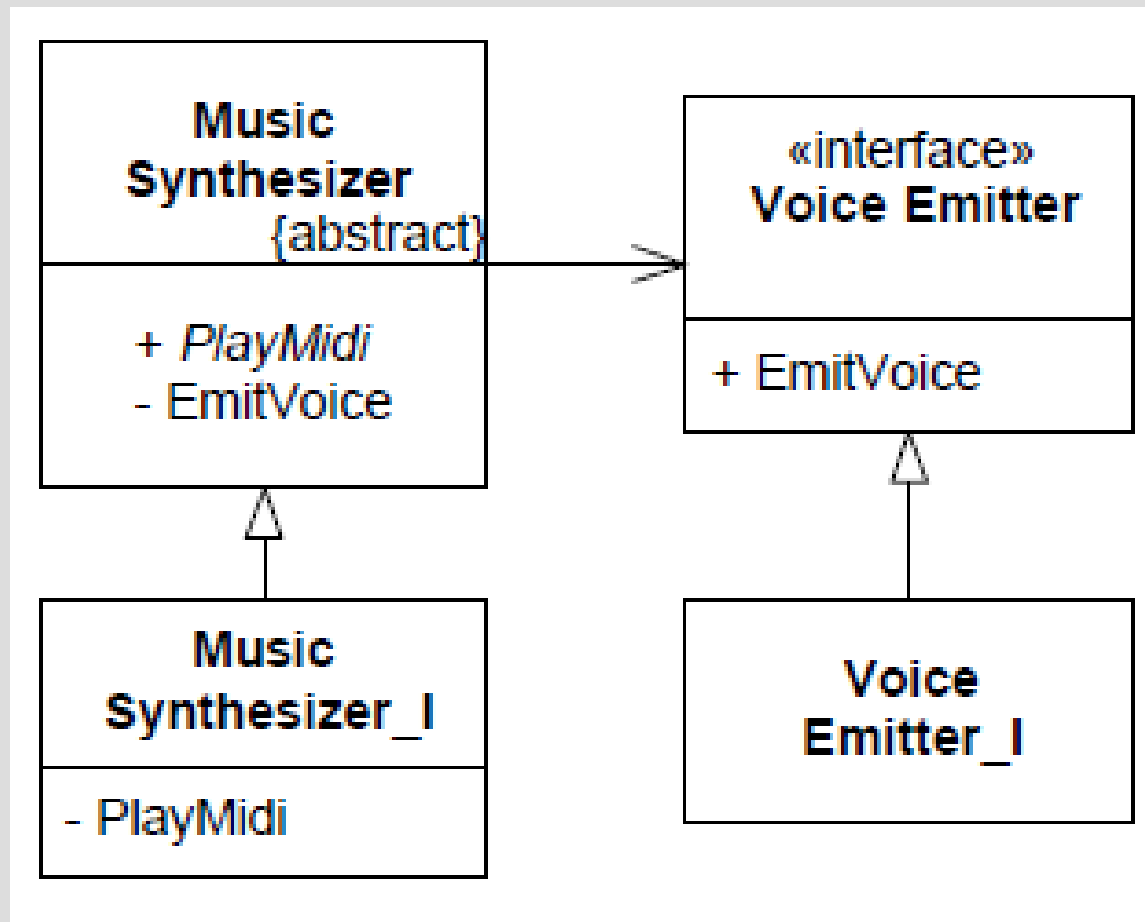 Music
Synthesizer
{abstract}
+ PlayMidi
- EmitVoice
«interface»
Voice Emitter
+ EmitVoice
Music
Synthesizer_I
- PlayMidi
Voice
Emitter_I